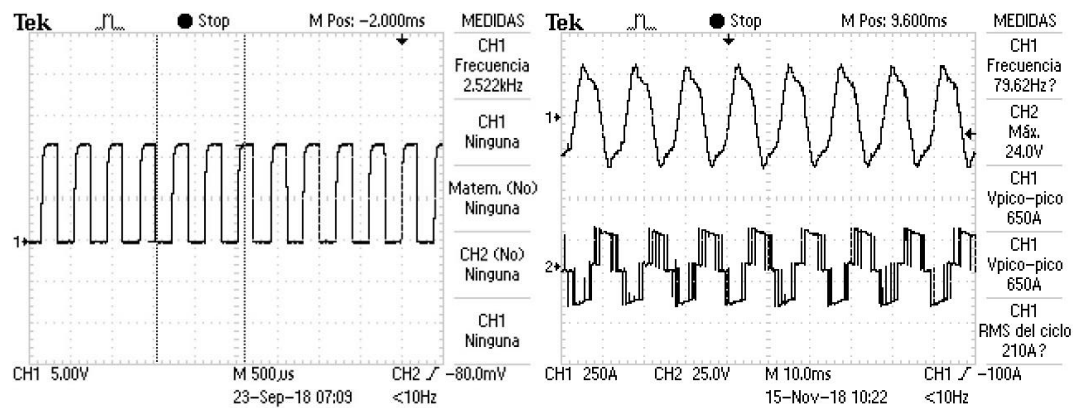 Tek Stop M Pos: -2.000ms MEDIDAS
CH1
Frecuencia
2.522kHz
CH1
Ninguna
Matem. (No)
Ninguna
1
CH2 (No)
Ninguna
CH1
Ninguna
CH1 5.00V M 500µs CH2 -80.0mV
23-Sep-18 07:09 <10Hz
Tek Stop M Pos: 9.600ms MEDIDAS
CH1
Frecuencia
79.62Hz?
1
CH2
Máx.
24.0V
CH1
Vpico-pico
650A
CH1
Vpico-pico
650A
2
CH1
RMS del ciclo
210A?
CH1 250A CH2 25.0V M 10.0ms CH1 -100A
15-Nov-18 10:22 <10Hz